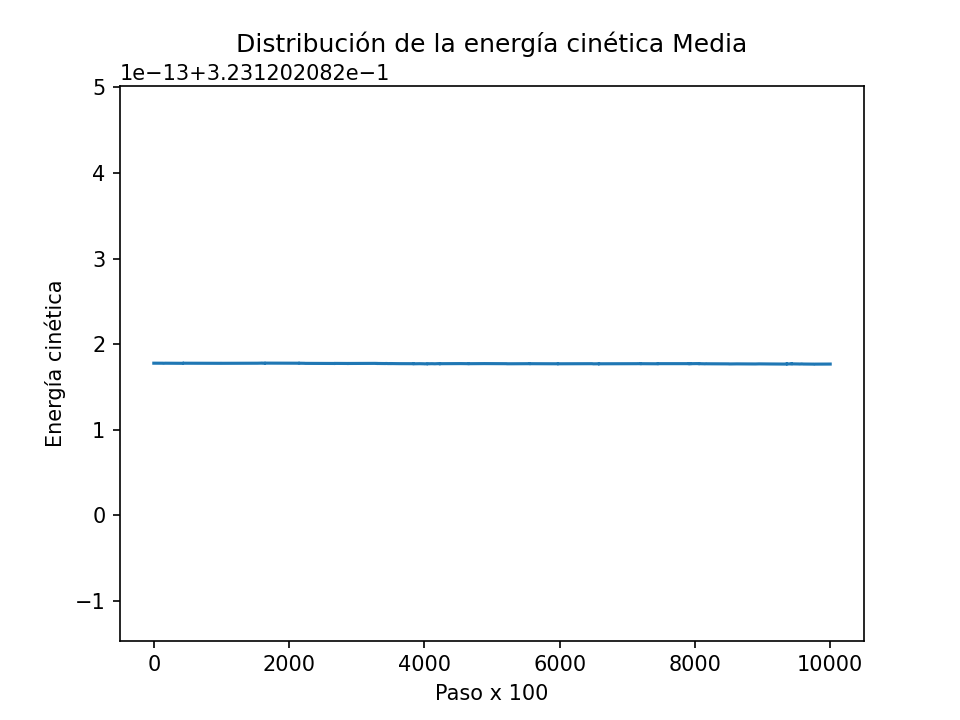 Distribución de la energía cinética Media
1e−13+3.231202082e−1
5
4
3
2
1
0
−1
Energía cinética
0 2000 4000 6000 8000 10000
Paso x 100